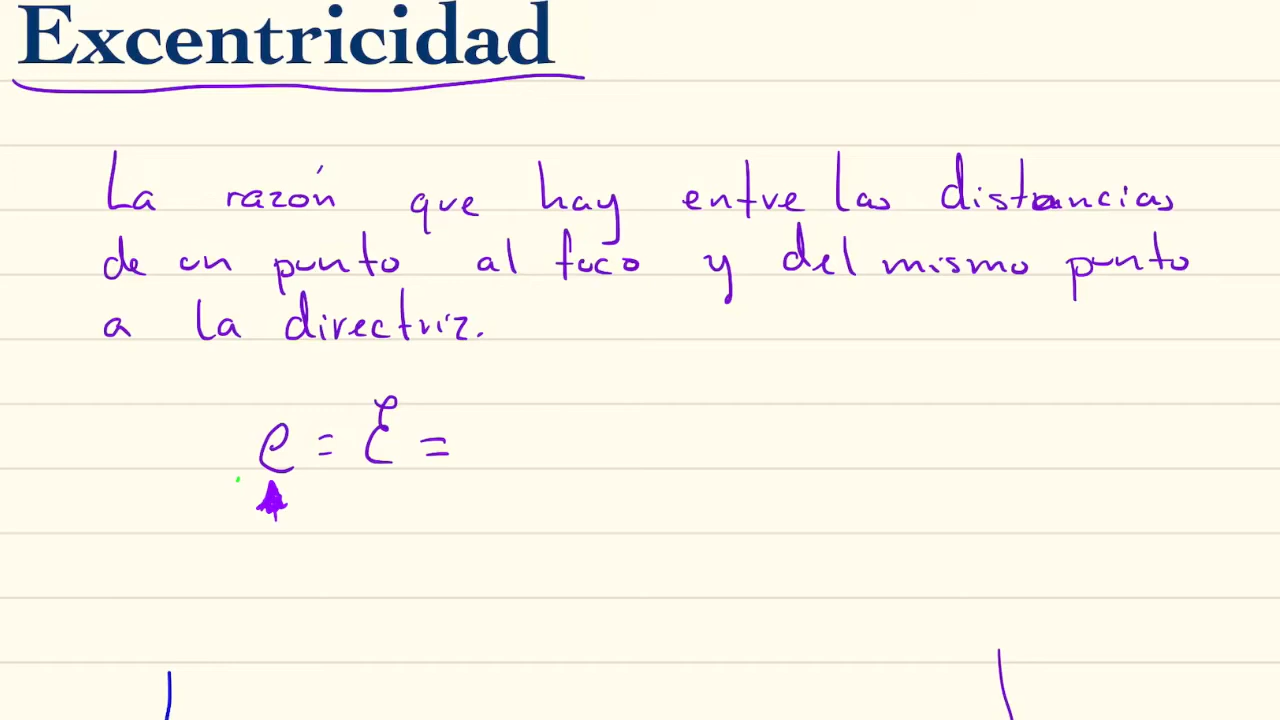 Excentricidad
La razón que hay entre las distancias
de un punto al foco y del mismo punto
a la directriz.
e = ℰ =